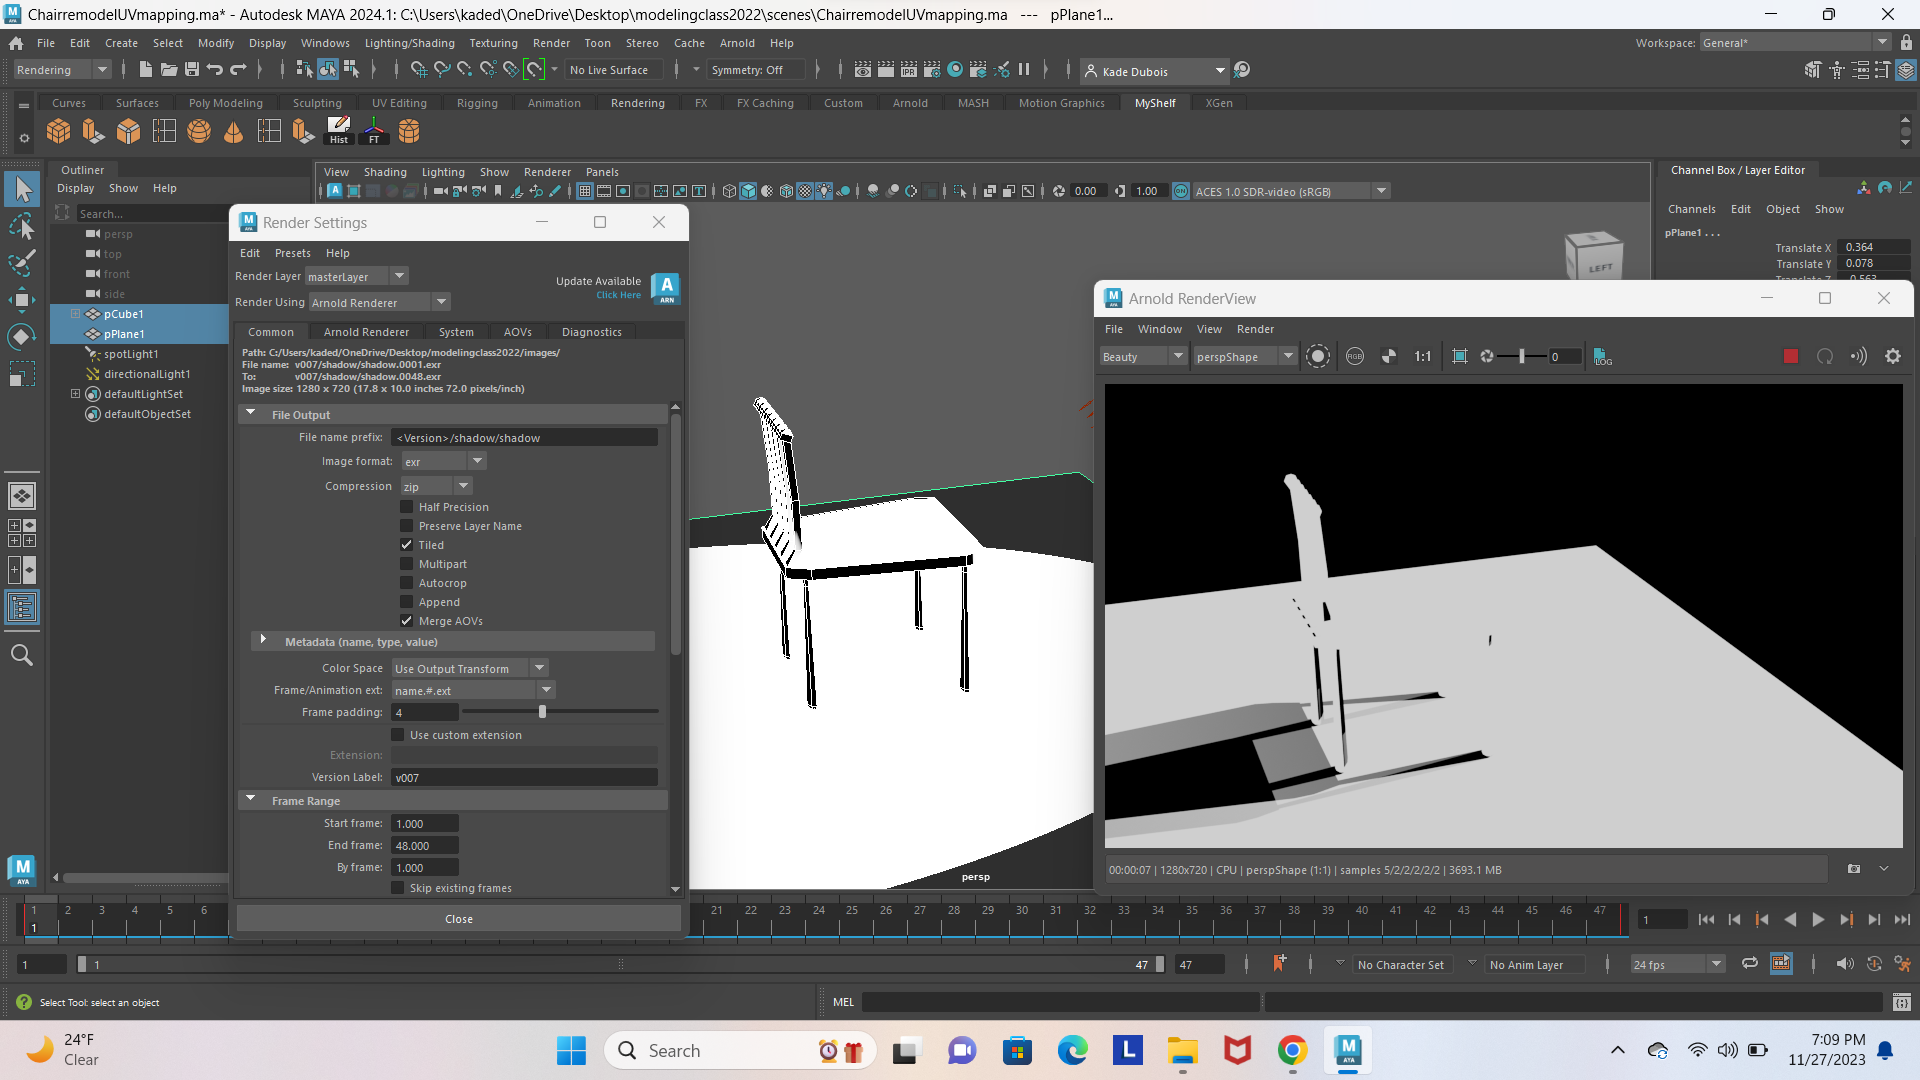 ChairremodelUVmapping.ma* - Autodesk MAYA 2024.1: C:\Users\kaded\OneDrive\Desktop\modelingclass2022\scenes\ChairremodelUVmapping.ma --- pPlane1...
File Edit Create Select Modify Display Windows Lighting/Shading Texturing Render Toon Stereo Cache Arnold Help Workspace: General*
Rendering No Live Surface Symmetry: Off IPR Kade Dubois
Curves Surfaces Poly Modeling Sculpting UV Editing Rigging Animation Rendering FX FX Caching Custom Arnold MASH Motion Graphics MyShelf XGen
Hist FT
Outliner
Display Show Help
Search...
persp
top
front
side
pCube1
pPlane1
spotLight1
directionalLight1
defaultLightSet
defaultObjectSet
View Shading Lighting Show Renderer Panels
0.00 1.00 ACES 1.0 SDR-video (sRGB)
LEFT
persp
Channel Box / Layer Editor
Channels Edit Object Show
pPlane1 . . .
Translate X 0.364
Translate Y 0.078
Translate Z -0.563
Render Settings
Edit Presets Help
Render Layer masterLayer
Update Available
Click Here
ARN
Render Using Arnold Renderer
Common Arnold Renderer System AOVs Diagnostics
Path: C:/Users/kaded/OneDrive/Desktop/modelingclass2022/images/
File name: v007/shadow/shadow.0001.exr
To: v007/shadow/shadow.0048.exr
Image size: 1280 x 720 (17.8 x 10.0 inches 72.0 pixels/inch)
File Output
File name prefix: <Version>/shadow/shadow
Image format: exr
Compression zip
Half Precision
Preserve Layer Name
Tiled
Multipart
Autocrop
Append
Merge AOVs
Metadata (name, type, value)
Color Space Use Output Transform
Frame/Animation ext: name.#.ext
Frame padding: 4
Use custom extension
Extension:
Version Label: v007
Frame Range
Start frame: 1.000
End frame: 48.000
By frame: 1.000
Skip existing frames
Close
Arnold RenderView
File Window View Render
Beauty perspShape RGB 1:1 0 LOG
00:00:07 | 1280x720 | CPU | perspShape (1:1) | samples 5/2/2/2/2/2 | 3693.1 MB
1 2 3 4 5 6 21 22 23 24 25 26 27 28 29 30 31 32 33 34 35 36 37 38 39 40 41 42 43 44 45 46 47 1
1
1 1 47 47 No Character Set No Anim Layer 24 fps
Select Tool: select an object MEL
24°F
Clear
Search
7:09 PM
11/27/2023